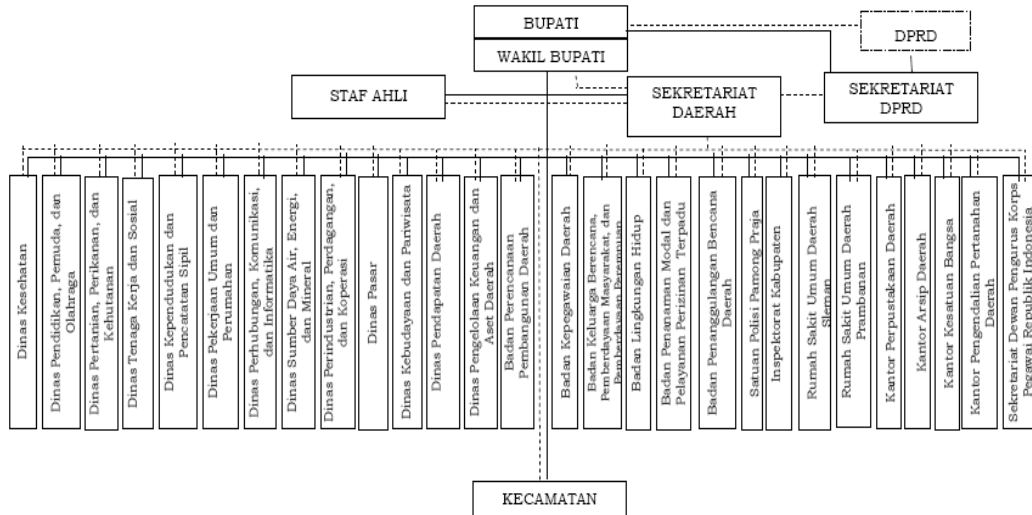 BUPATI
DPRD
WAKIL BUPATI
STAF AHLI
SEKRETARIAT
DAERAH
SEKRETARIAT
DPRD
Dinas Kesehatan
Dinas Pendidikan, Pemuda, dan
Olahraga
Dinas Pertanian, Perikanan, dan
Kehutanan
Dinas Tenaga Kerja dan Sosial
Dinas Kependudukan dan
Pencatan Sipil
Dinas Pekerjaan Umum dan
Perumahan
Dinas Perhubungan, Komunikasi,
dan Informatika
Dinas Sumber Daya Air, Energi,
dan Mineral
Dinas Perindustrian, Perdagangan,
dan Koperasi
Dinas Pasar
Dinas Kebudayaan dan Pariwisata
Dinas Pendapatan Daerah
Dinas Pengelolaan Keuangan dan
Aset Daerah
Badan Perencanaan
Pembangunan Daerah
Badan Kepegawaian Daerah
Badan Keluarga Berencana,
Pemberdayaan Masyarakat, dan
Pemberdayaan Perempuan
Badan Lingkungan Hidup
Badan Penanaman Modal dan
Pelayanan Perizinan Terpadu
Badan Penanggulangan Bencana
Daerah
Satuan Polisi Pamong Praja
Inspektorat Kabupaten
Rumah Sakit Umum Daerah
Sleman
Rumah Sakit Umum Daerah
Prambanan
Kantor Perpustakaan Daerah
Kantor Arsip Daerah
Kantor Kesatuan Bangsa
Kantor Pengendalian Pertanahan
Daerah
Sekretariat Dewan Pengurus Korps
Pegawai Republik Indonesia
KECAMATAN